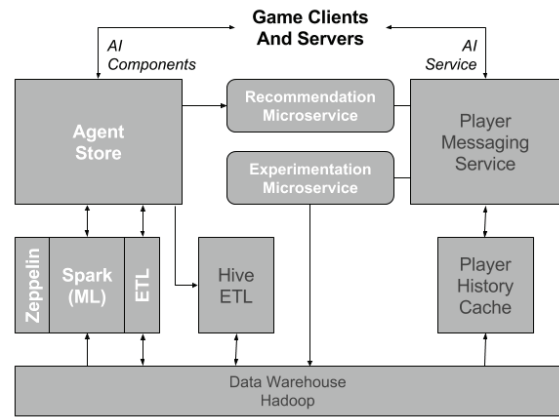 Game Clients
And Servers
AI
Components
AI
Service
Agent
Store
Recommendation
Microservice
Experimentation
Microservice
Player
Messaging
Service
Zeppelin
Spark
(ML)
ETL
Hive
ETL
Player
History
Cache
Data Warehouse
Hadoop